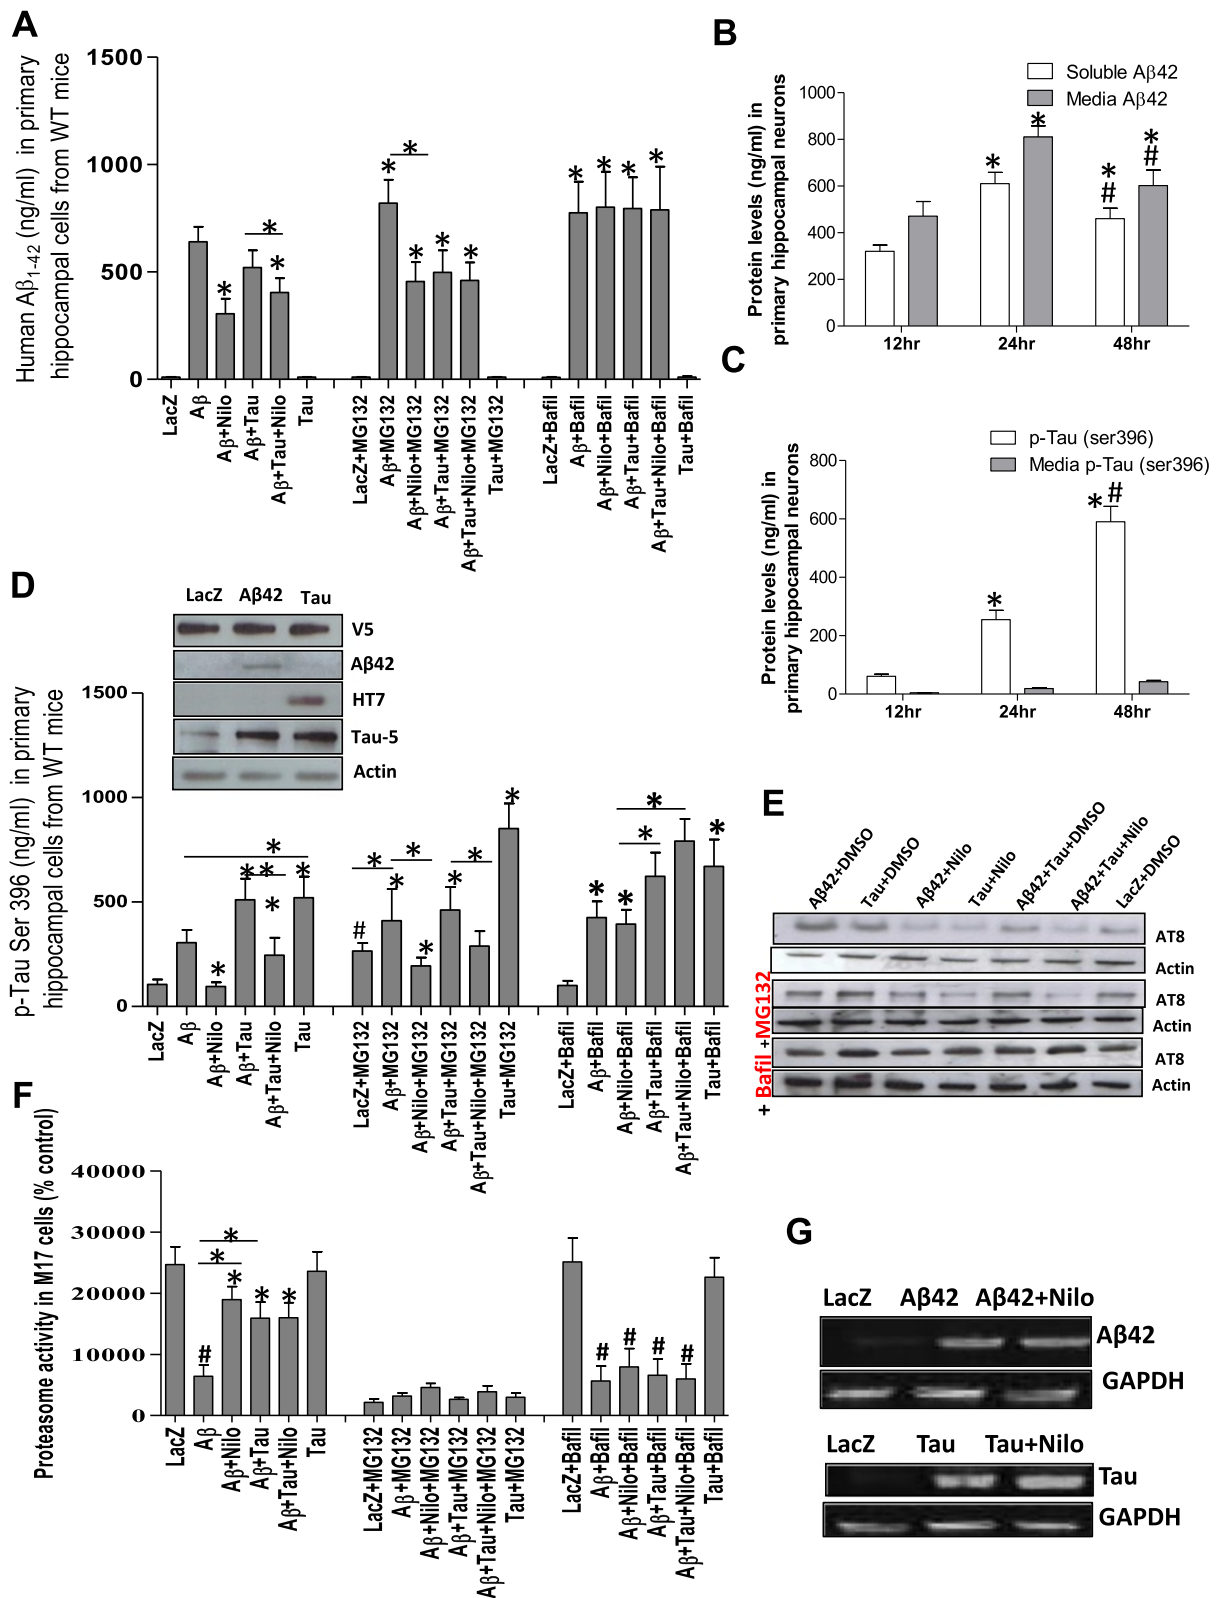 A
Human Aβ1-42 (ng/ml) in primary
hippocampal cells from WT mice
1500
1000
500
0
* * * * * * * * * * * * *
LacZ
Aβ
Aβ+Nilo
Aβ+Tau
Aβ+Tau+Nilo
Tau
LacZ+MG132
Aβ+MG132
Aβ+Nilo+MG132
Aβ+Tau+MG132
Aβ+Tau+Nilo+MG132
Tau+MG132
LacZ+Bafil
Aβ+Bafil
Aβ+Nilo+Bafil
Aβ+Tau+Bafil
Aβ+Tau+Nilo+Bafil
Tau+Bafil
B
Protein levels (ng/ml) in
primary hippocampal neurons
Soluble Aβ42
Media Aβ42
1000
800
600
400
200
0
* * * # * #
12hr 24hr 48hr
C
Protein levels (ng/ml) in
primary hippocampal neurons
p-Tau (ser396)
Media p-Tau (ser396)
800
600
400
200
0
* * #
12hr 24hr 48hr
D
LacZ Aβ42 Tau
V5
Aβ42
HT7
Tau-5
Actin
p-Tau Ser 396 (ng/ml) in primary
hippocampal cells from WT mice
1500
1000
500
0
* * * * * * * # * * * * * * * * * * * *
LacZ
Aβ
Aβ+Nilo
Aβ+Tau
Aβ+Tau+Nilo
Tau
LacZ+MG132
Aβ+MG132
Aβ+Nilo+MG132
Aβ+Tau+MG132
Aβ+Tau+Nilo+MG132
Tau+MG132
LacZ+Bafil
Aβ+Bafil
Aβ+Nilo+Bafil
Aβ+Tau+Bafil
Aβ+Tau+Nilo+Bafil
Tau+Bafil
E
Aβ42+DMSO
Tau+DMSO
Aβ42+Nilo
Tau+Nilo
Aβ42+Tau+DMSO
Aβ42+Tau+Nilo
LacZ+DMSO
AT8
Actin
+MG132
AT8
Actin
+ Bafil
AT8
Actin
F
Proteasome activity in M17 cells (% control)
40000
30000
20000
10000
0
# * * * * * # # # #
LacZ
Aβ
Aβ+Nilo
Aβ+Tau
Aβ+Tau+Nilo
Tau
LacZ+MG132
Aβ+MG132
Aβ+Nilo+MG132
Aβ+Tau+MG132
Aβ+Tau+Nilo+MG132
Tau+MG132
LacZ+Bafil
Aβ+Bafil
Aβ+Nilo+Bafil
Aβ+Tau+Bafil
Aβ+Tau+Nilo+Bafil
Tau+Bafil
G
LacZ Aβ42 Aβ42+Nilo
Aβ42
GAPDH
LacZ Tau Tau+Nilo
Tau
GAPDH